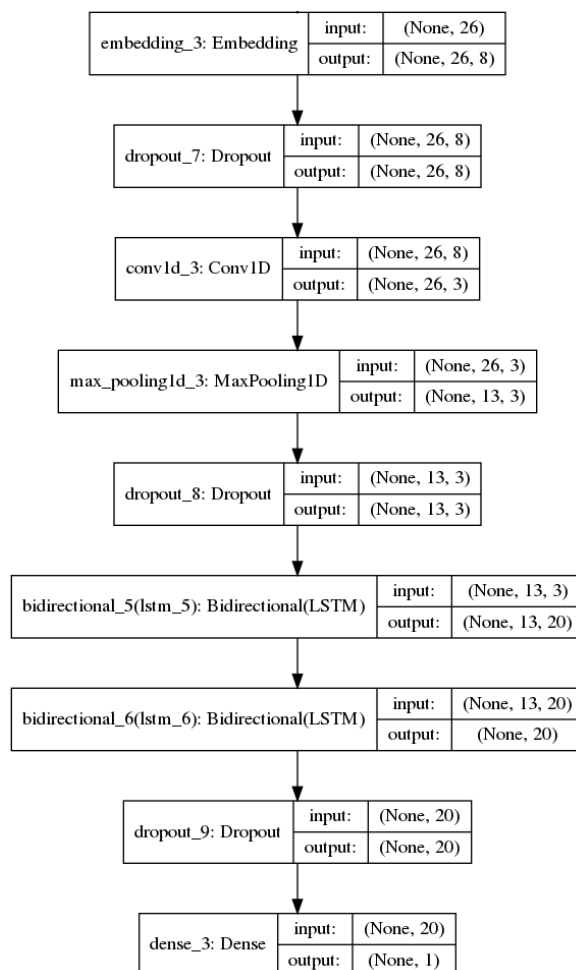 embedding_3: Embedding
input: (None, 26)
output: (None, 26, 8)
dropout_7: Dropout
input: (None, 26, 8)
output: (None, 26, 8)
conv1d_3: Conv1D
input: (None, 26, 8)
output: (None, 26, 3)
max_pooling1d_3: MaxPooling1D
input: (None, 26, 3)
output: (None, 13, 3)
dropout_8: Dropout
input: (None, 13, 3)
output: (None, 13, 3)
bidirectional_5(lstm_5): Bidirectional(LSTM)
input: (None, 13, 3)
output: (None, 13, 20)
bidirectional_6(lstm_6): Bidirectional(LSTM)
input: (None, 13, 20)
output: (None, 20)
dropout_9: Dropout
input: (None, 20)
output: (None, 20)
dense_3: Dense
input: (None, 20)
output: (None, 1)